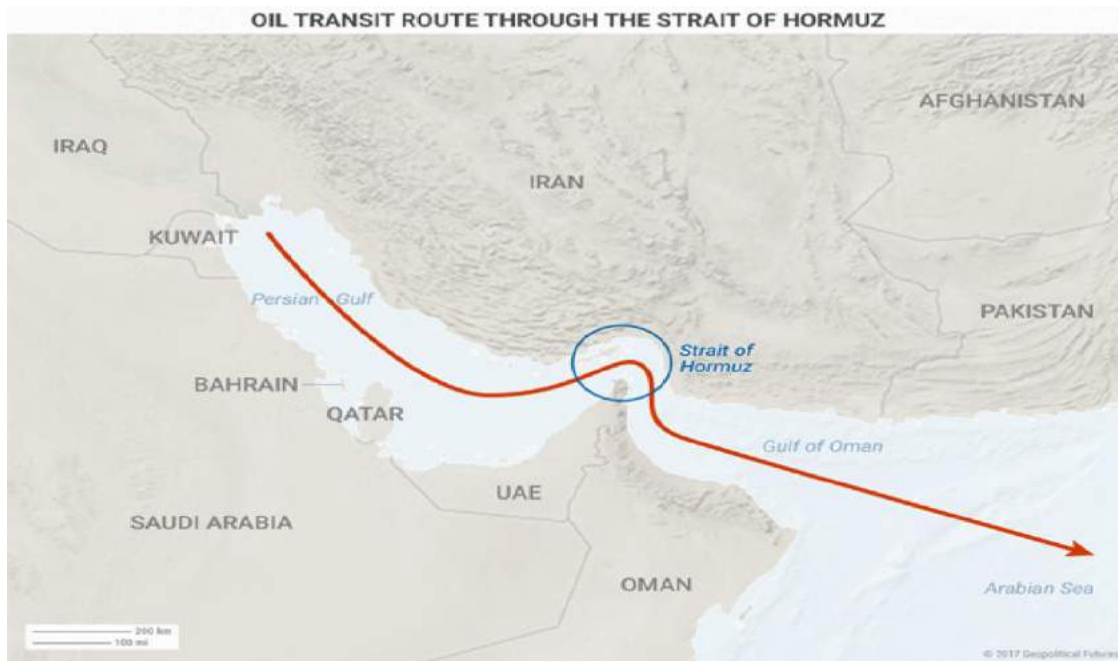 OIL TRANSIT ROUTE THROUGH THE STRAIT OF HORMUZ
AFGHANISTAN
IRAQ
IRAN
KUWAIT
Persian Gulf
PAKISTAN
Strait of
Hormuz
BAHRAIN
QATAR
Gulf of Oman
UAE
SAUDI ARABIA
OMAN
Arabian Sea
200 km
100 mi
© 2017 Geopolitical Futures